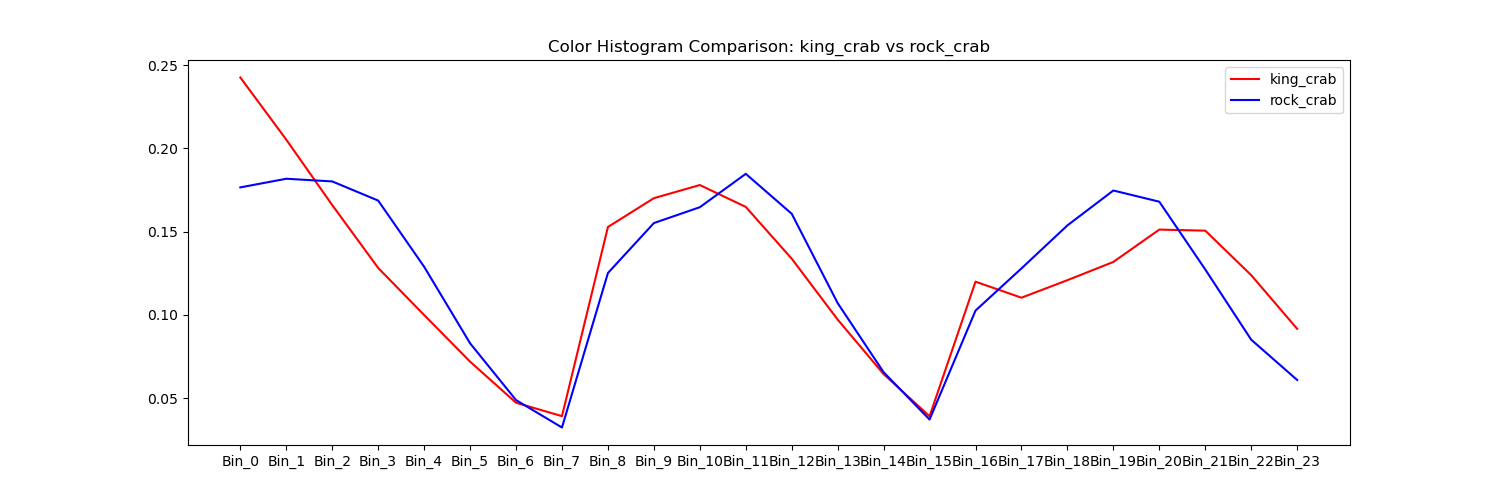 Color Histogram Comparison: king_crab vs rock_crab
king_crab
rock_crab
0.25
0.20
0.15
0.10
0.05
Bin_0 Bin_1 Bin_2 Bin_3 Bin_4 Bin_5 Bin_6 Bin_7 Bin_8 Bin_9 Bin_10 Bin_11 Bin_12 Bin_13 Bin_14 Bin_15 Bin_16 Bin_17 Bin_18 Bin_19 Bin_20 Bin_21 Bin_22 Bin_23